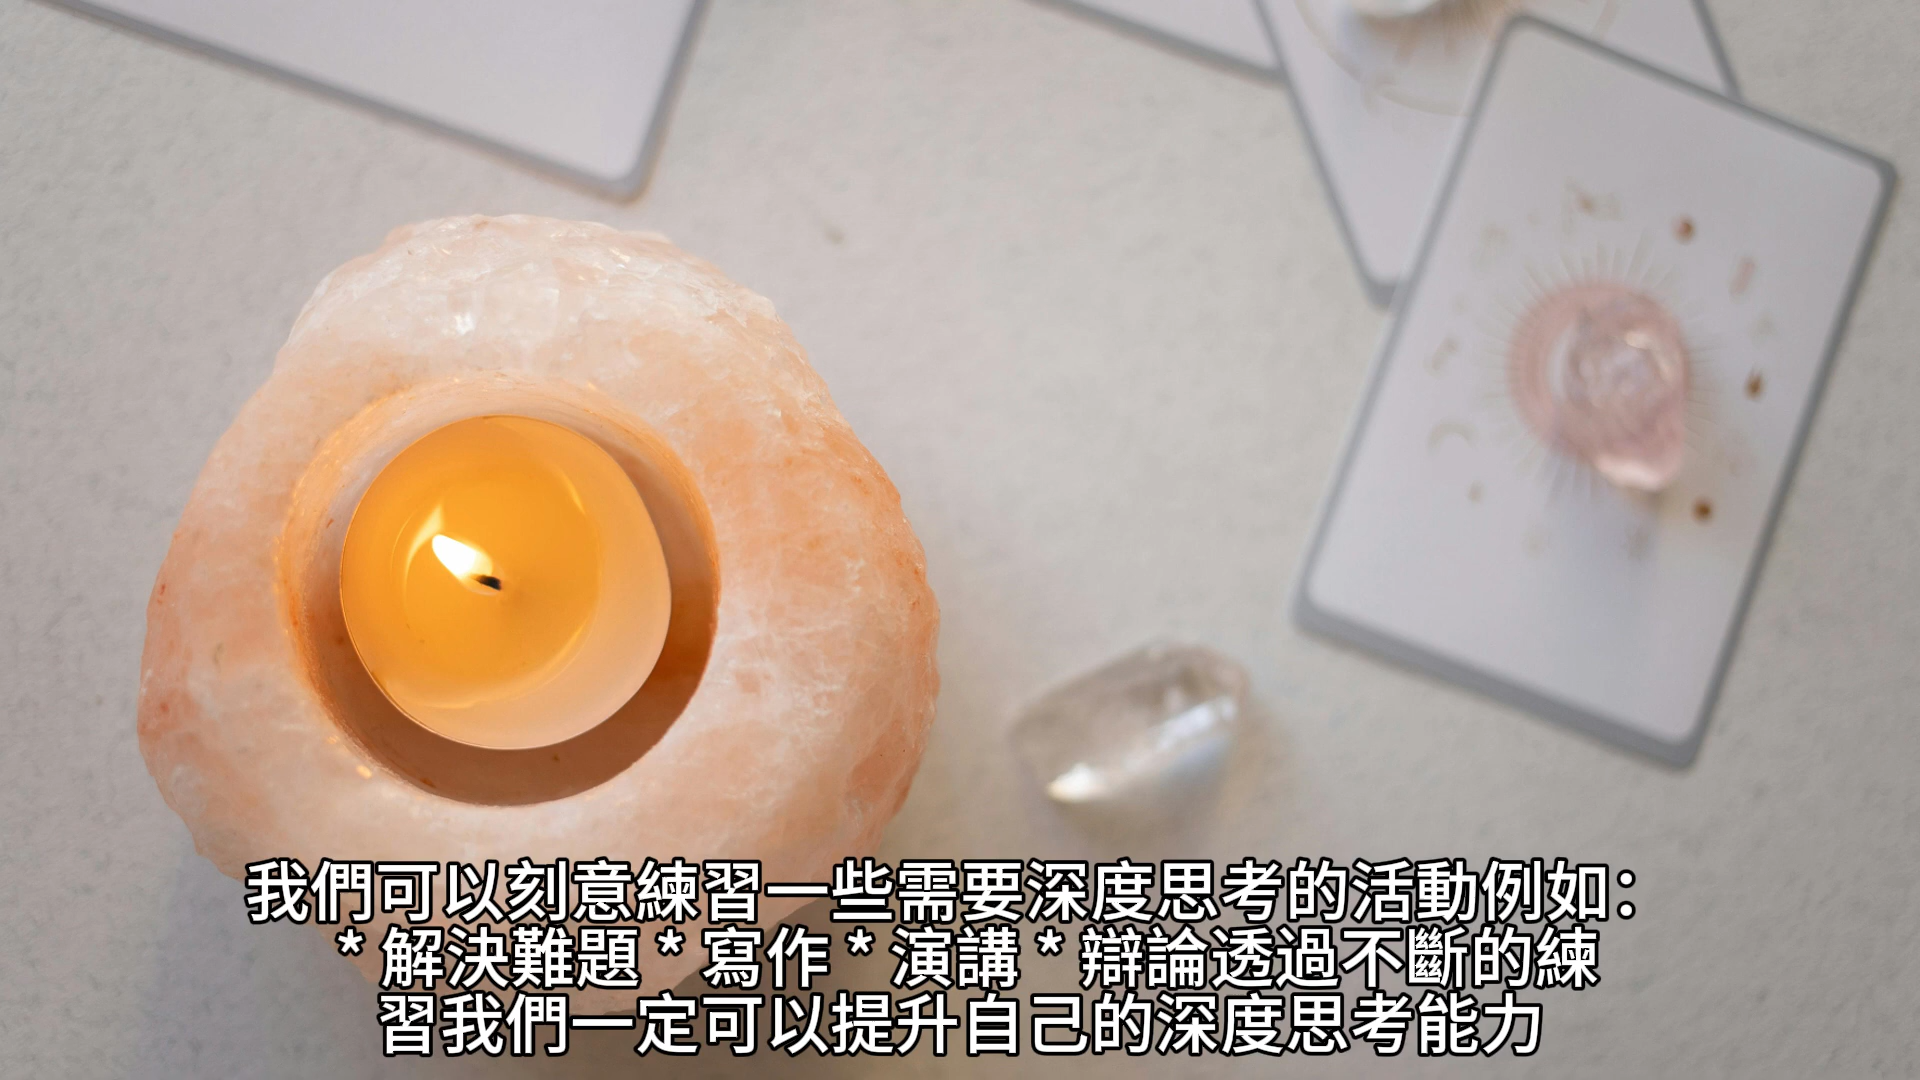 我們可以刻意練習一些需要深度思考的活動例如：
* 解決難題 * 寫作 * 演講 * 辯論透過不斷的練
習我們一定可以提升自己的深度思考能力